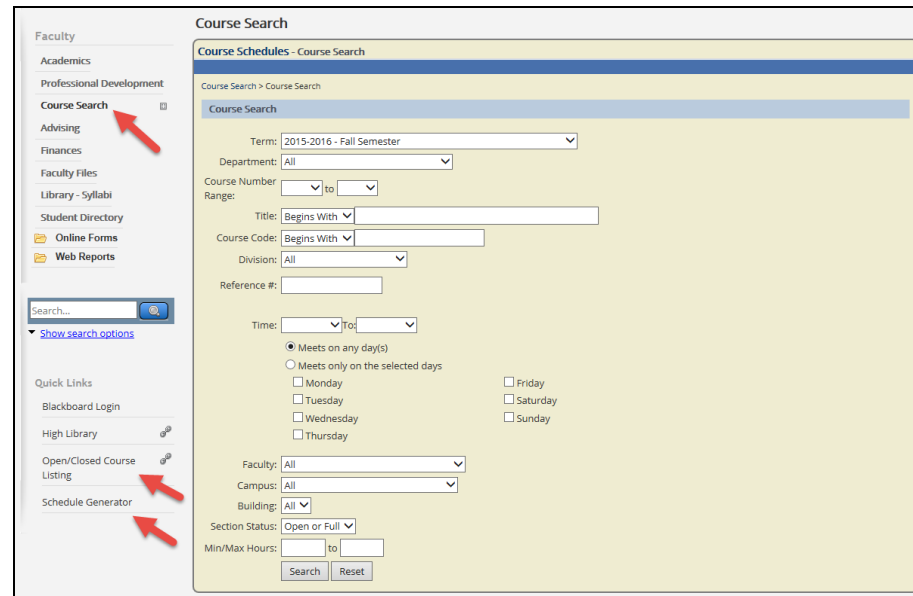 Faculty
Academics
Professional Development
Course Search
Advising
Finances
Faculty Files
Library - Syllabi
Student Directory
Online Forms
Web Reports
Search...
Show search options
Quick Links
Blackboard Login
High Library
Open/Closed Course
Listing
Schedule Generator
Course Search
Course Schedules - Course Search
Course Search > Course Search
Course Search
Term: 2015-2016 - Fall Semester
Department: All
Course Number
Range: to
Title: Begins With
Course Code: Begins With
Division: All
Reference #:
Time: To:
Meets on any day(s)
Meets only on the selected days
Monday Friday
Tuesday Saturday
Wednesday Sunday
Thursday
Faculty: All
Campus: All
Building: All
Section Status: Open or Full
Min/Max Hours: to
Search Reset